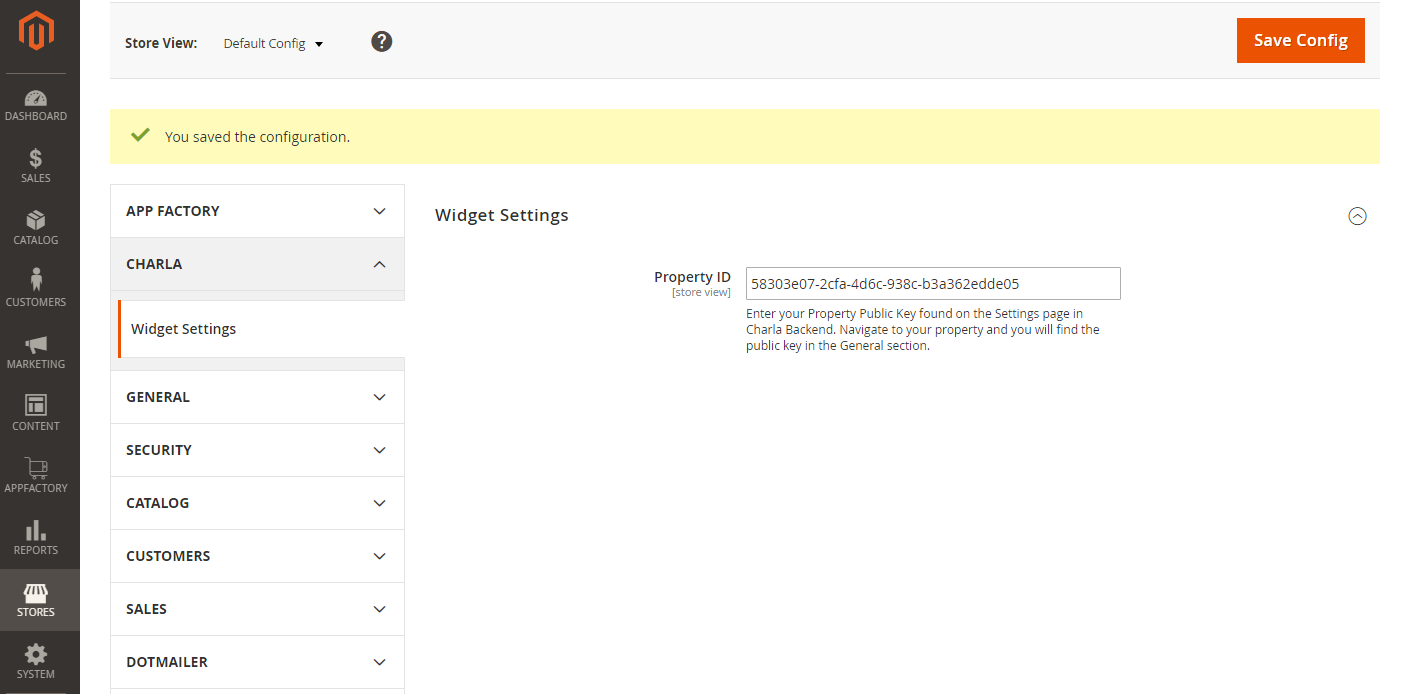 Store View: Default Config
Save Config
DASHBOARD
SALES
CATALOG
CUSTOMERS
MARKETING
CONTENT
APPFACTORY
REPORTS
STORES
SYSTEM
You saved the configuration.
APP FACTORY
CHARLA
Widget Settings
GENERAL
SECURITY
CATALOG
CUSTOMERS
SALES
DOTMAILER
Widget Settings
Property ID
[store view]
58303e07-2cfa-4d6c-938c-b3a362edde05
Enter your Property Public Key found on the Settings page in
Charla Backend. Navigate to your property and you will find the
public key in the General section.